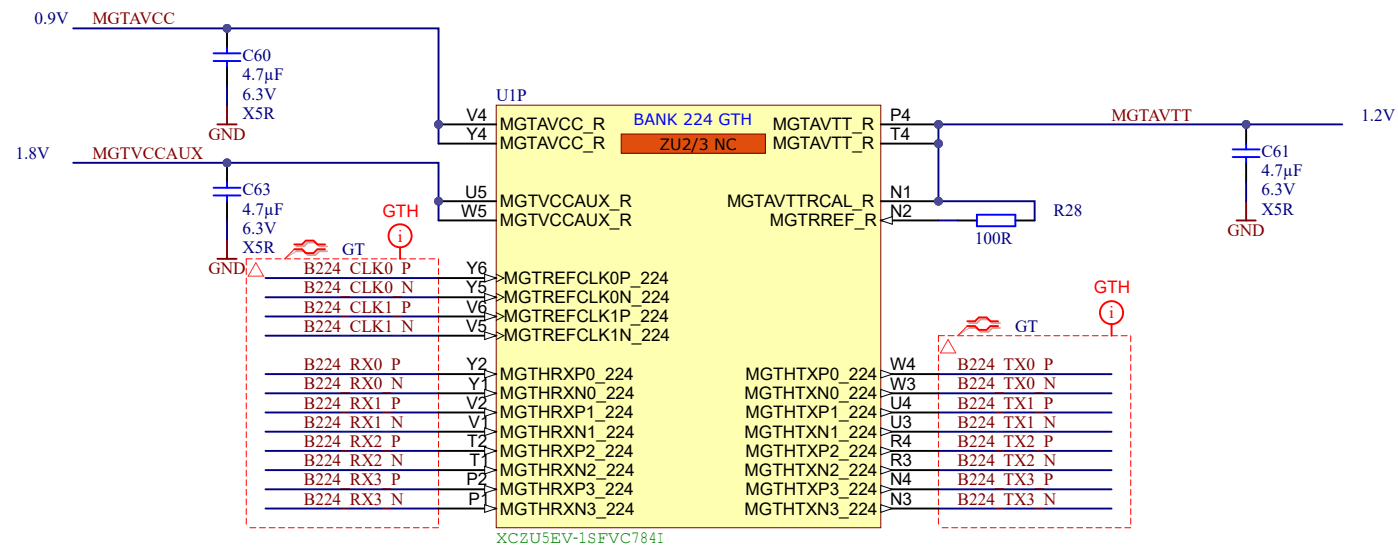 0.9V MGTAVCC
C60
4.7µF
6.3V
X5R
GND
1.8V MGTVCCAUX
C63
4.7µF
6.3V
X5R
GND
U1P
BANK 224 GTH
ZU2/3 NC
V4 MGTAVCC_R
Y4 MGTAVCC_R
U5 MGTVCCAUX_R
W5 MGTVCCAUX_R
MGTAVTT_R P4
MGTAVTT_R T4
MGTAVTTRCAL_R N1
MGTRREF_R N2
MGTAVTT 1.2V
C61
4.7µF
6.3V
X5R
GND
R28
100R
GT
GTH
i
B224_CLK0_P Y6 MGTREFCLK0P_224
B224_CLK0_N Y5 MGTREFCLK0N_224
B224_CLK1_P V6 MGTREFCLK1P_224
B224_CLK1_N V5 MGTREFCLK1N_224
B224_RX0_P Y2 MGTHRXP0_224
B224_RX0_N Y1 MGTHRXN0_224
B224_RX1_P V2 MGTHRXP1_224
B224_RX1_N V1 MGTHRXN1_224
B224_RX2_P T2 MGTHRXP2_224
B224_RX2_N T1 MGTHRXN2_224
B224_RX3_P P2 MGTHRXP3_224
B224_RX3_N P1 MGTHRXN3_224
GT
GTH
i
MGTHTXP0_224 W4 B224_TX0_P
MGTHTXN0_224 W3 B224_TX0_N
MGTHTXP1_224 U4 B224_TX1_P
MGTHTXN1_224 U3 B224_TX1_N
MGTHTXP2_224 R4 B224_TX2_P
MGTHTXN2_224 R3 B224_TX2_N
MGTHTXP3_224 N4 B224_TX3_P
MGTHTXN3_224 N3 B224_TX3_N
XCZU5EV-1SFVC784I